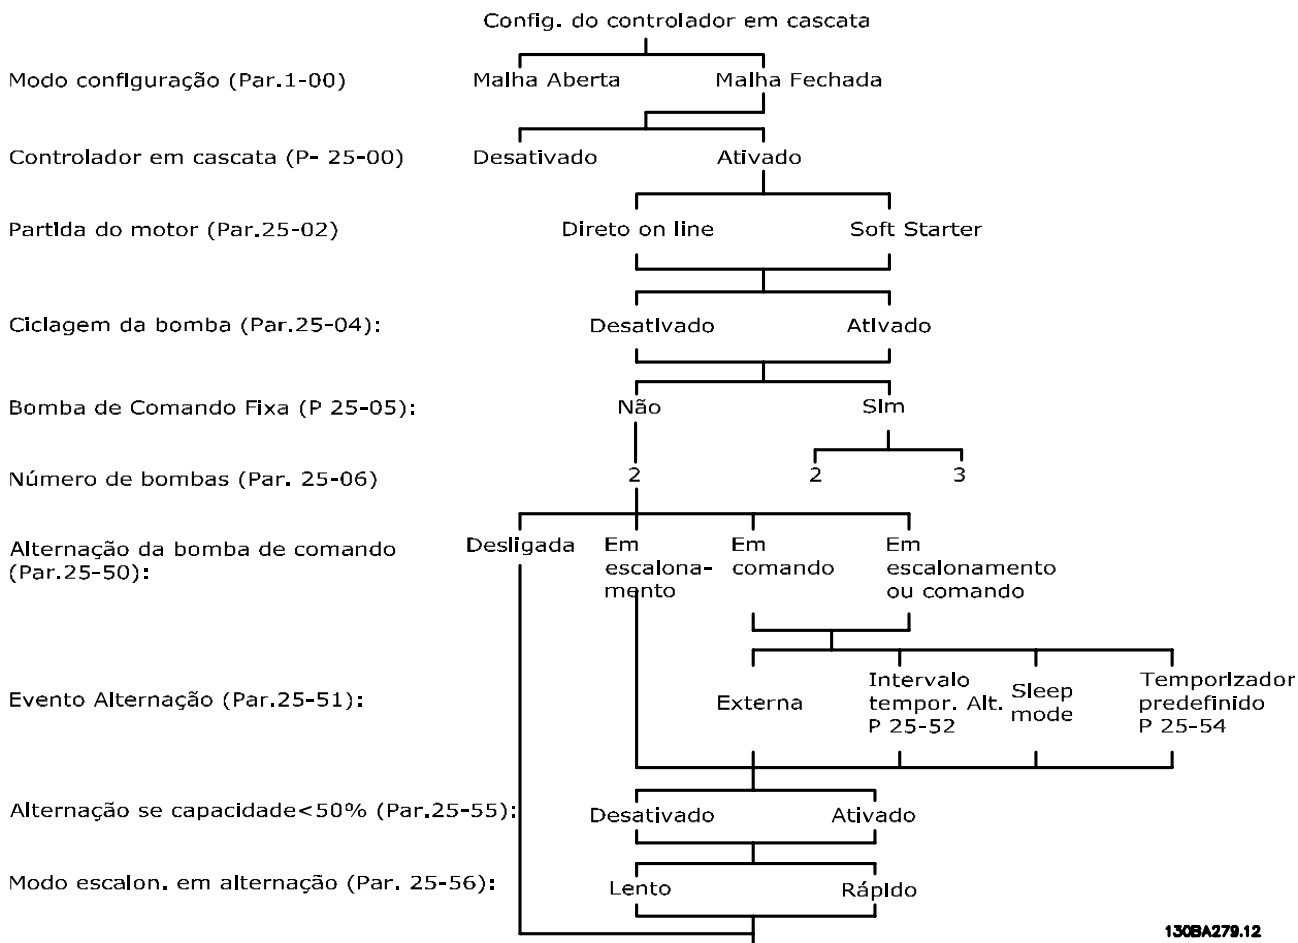 Config. do controlador em cascata
Modo configuração (Par.1-00)
Malha Aberta
Malha Fechada
Controlador em cascata (P- 25-00)
Desativado
Ativado
Partida do motor (Par.25-02)
Direto on line
Soft Starter
Ciclagem da bomba (Par.25-04):
Desativado
Ativado
Bomba de Comando Fixa (P 25-05):
Não
Sim
Número de bombas (Par. 25-06)
2
2
3
Alternação da bomba de comando
(Par.25-50):
Desligada
Em
escalona-
mento
Em
comando
Em
escalonamento
ou comando
Evento Alternação (Par.25-51):
Externa
Intervalo
tempor. Alt.
P 25-52
Sleep
mode
Temporizador
predefinido
P 25-54
Alternação se capacidade<50% (Par.25-55):
Desativado
Ativado
Modo escalon. em alternação (Par. 25-56):
Lento
Rápido
130BA279.12